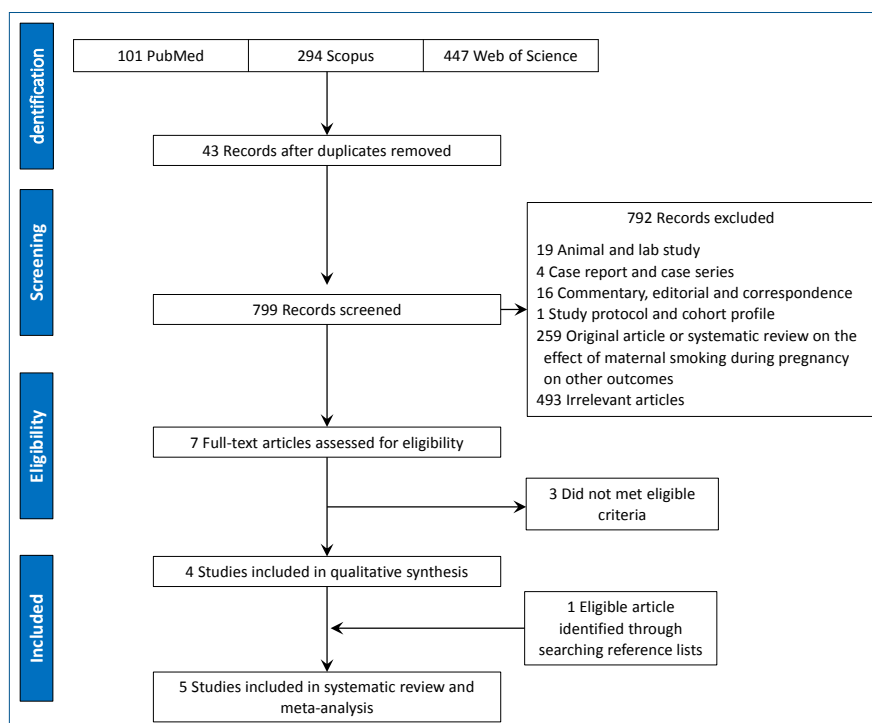 dentification
101 PubMed
294 Scopus
447 Web of Science
43 Records after duplicates removed
Screening
792 Records excluded
19 Animal and lab study
4 Case report and case series
16 Commentary, editorial and correspondence
1 Study protocol and cohort profile
259 Original article or systematic review on the
effect of maternal smoking during pregnancy
on other outcomes
493 Irrelevant articles
799 Records screened
Eligibility
7 Full-text articles assessed for eligibility
3 Did not met eligible
criteria
Included
4 Studies included in qualitative synthesis
1 Eligible article
identified through
searching reference lists
5 Studies included in systematic review and
meta-analysis